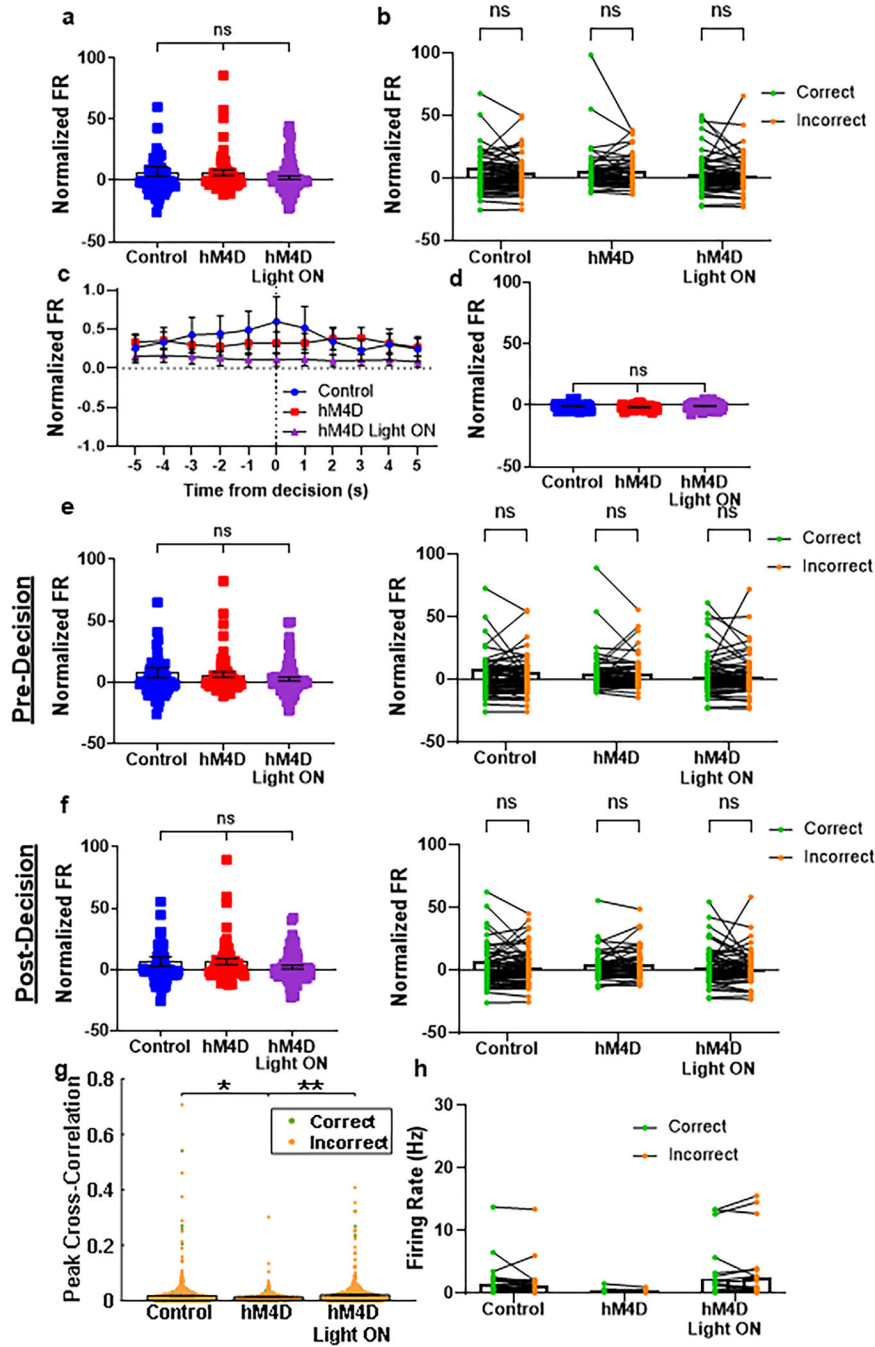 a
ns
Normalized FR
100
50
0
-50
Control
hM4D
hM4D
Light ON
b
ns
ns
ns
Normalized FR
100
50
0
-50
Control
hM4D
hM4D
Light ON
Correct
Incorrect
c
Normalized FR
1.0
0.5
0.0
-0.5
-1.0
-5 -4 -3 -2 -1 0 1 2 3 4 5
Time from decision (s)
Control
hM4D
hM4D Light ON
d
ns
Normalized FR
100
50
0
-50
Control
hM4D
hM4D
Light ON
e
Pre-Decision
ns
Normalized FR
100
50
0
-50
Control
hM4D
hM4D
Light ON
ns
ns
ns
Normalized FR
100
50
0
-50
Control
hM4D
hM4D
Light ON
Correct
Incorrect
f
Post-Decision
ns
Normalized FR
100
50
0
-50
Control
hM4D
hM4D
Light ON
ns
ns
ns
Normalized FR
100
50
0
-50
Control
hM4D
hM4D
Light ON
Correct
Incorrect
g
Peak Cross-Correlation
0.8
0.6
0.4
0.2
0
*
**
Correct
Incorrect
Control
hM4D
hM4D
Light ON
h
Firing Rate (Hz)
30
20
10
0
Correct
Incorrect
Control
hM4D
hM4D
Light ON